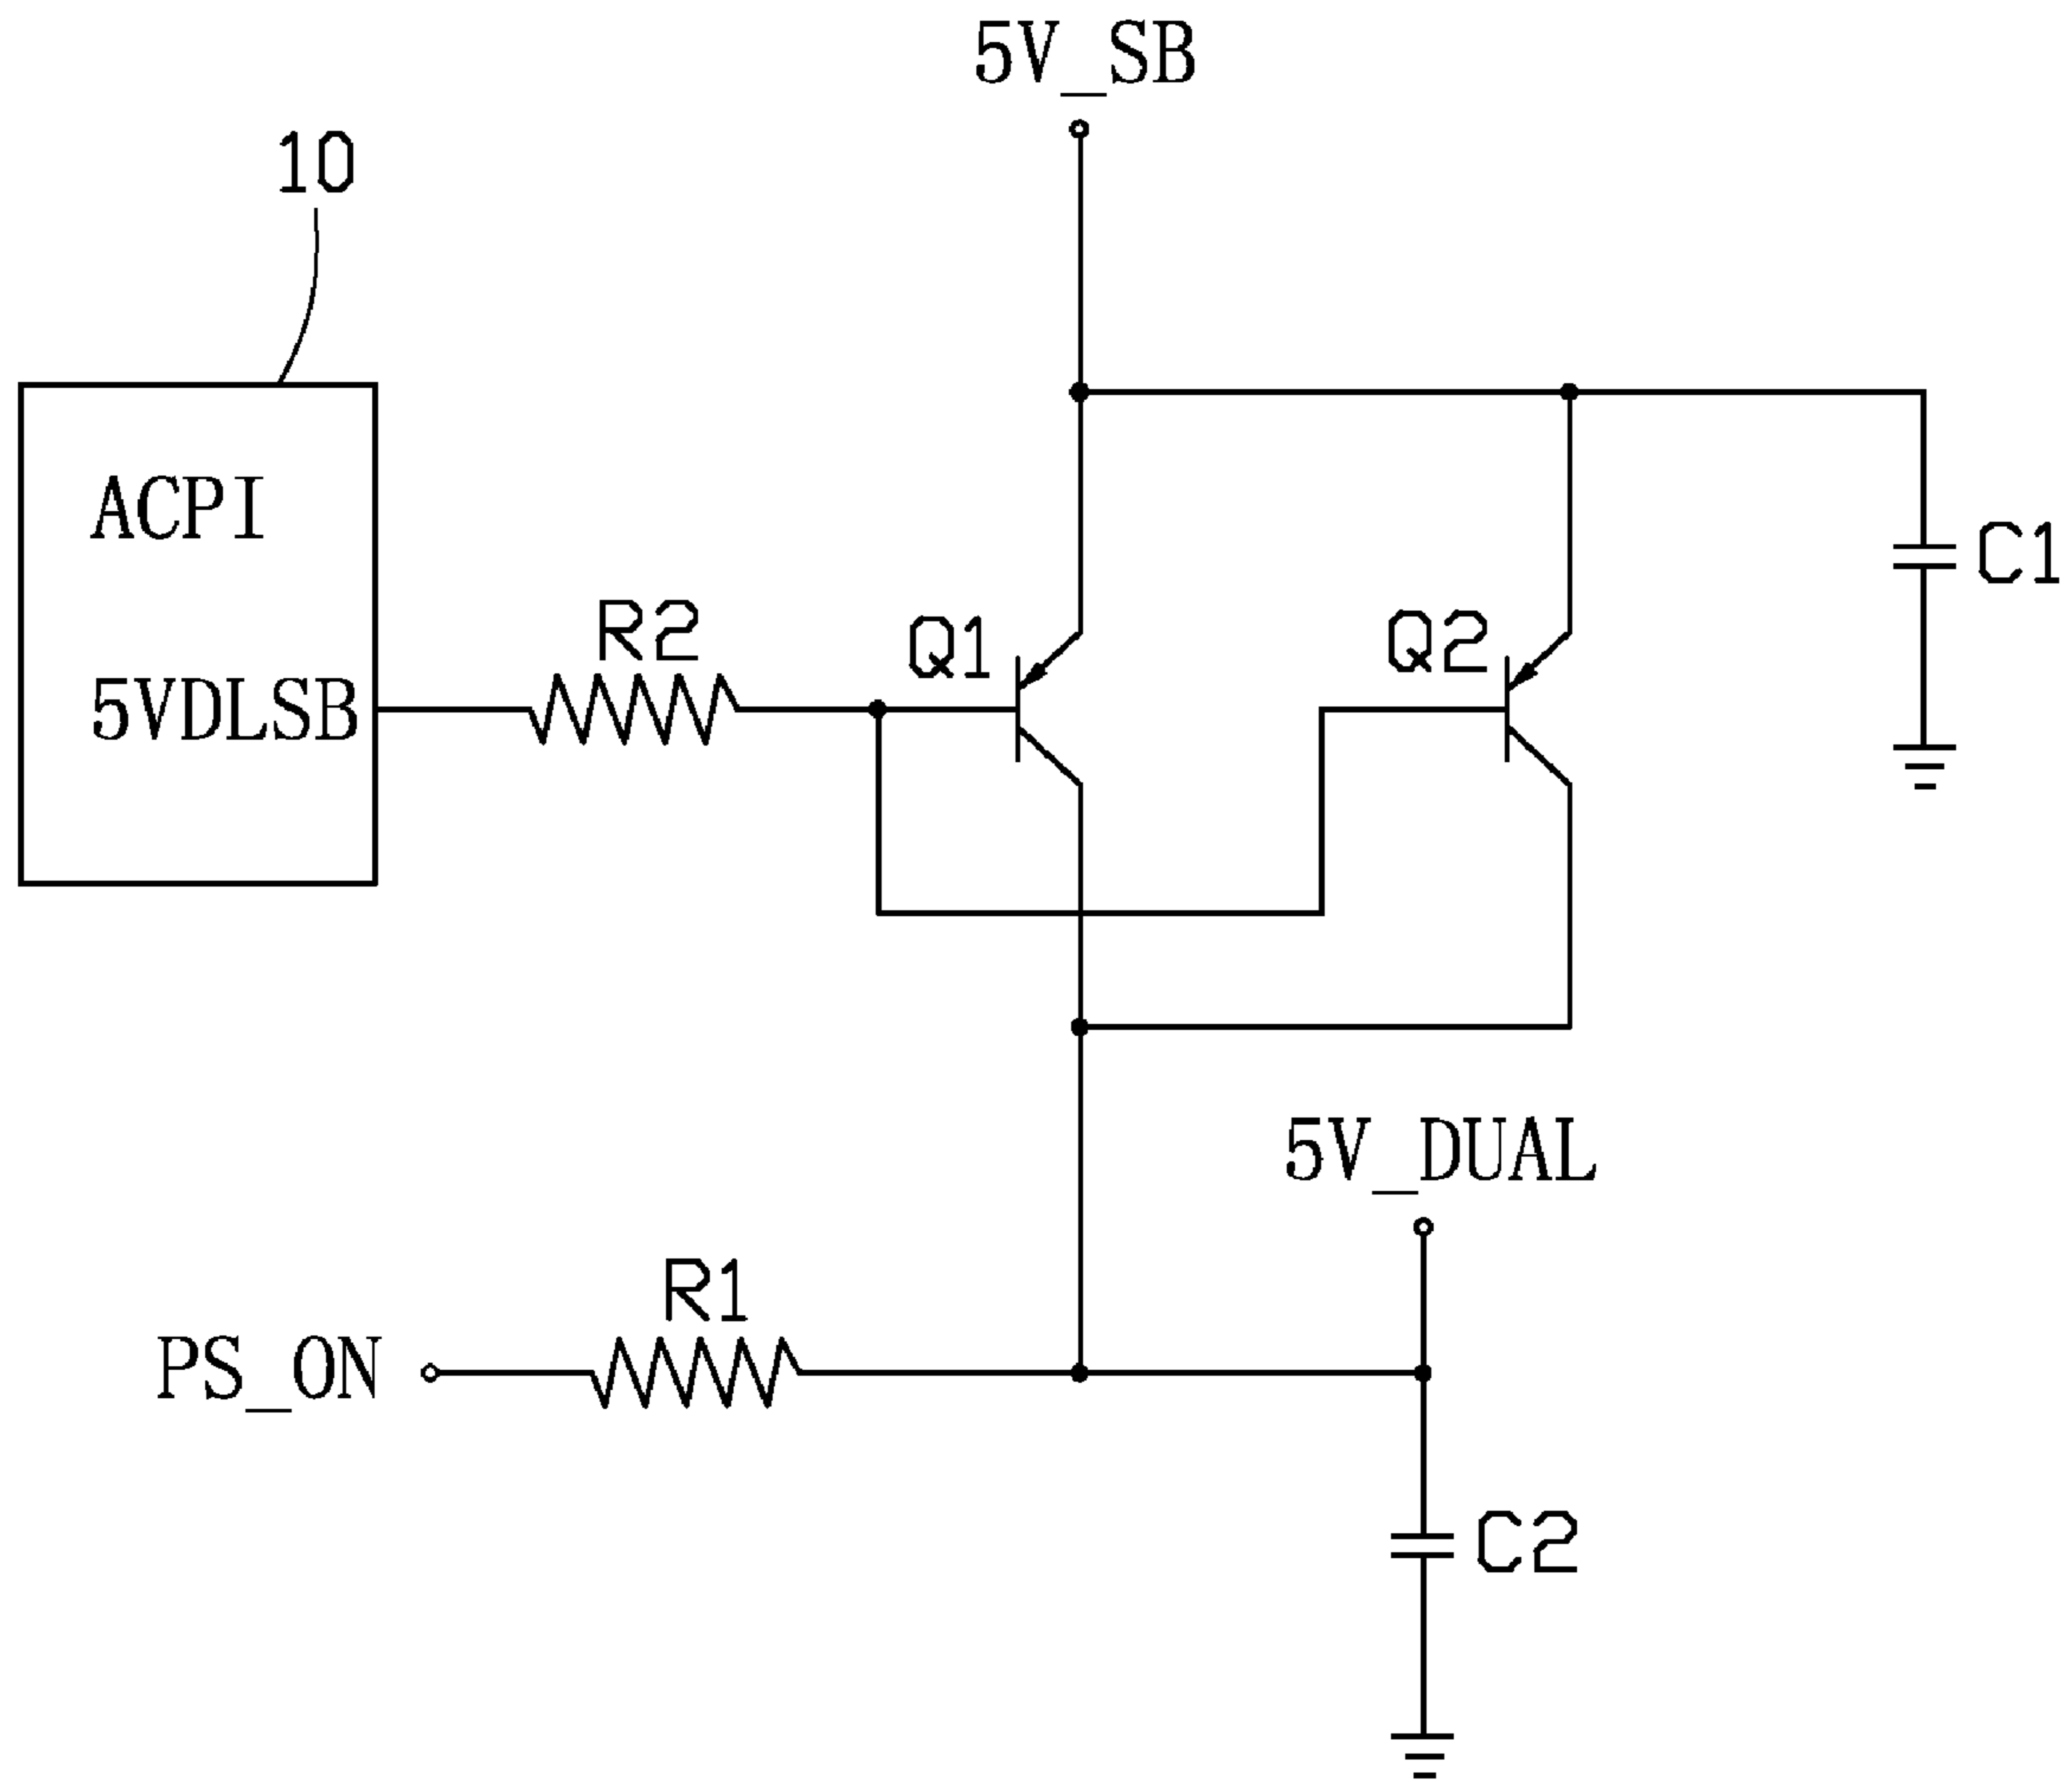 5V_SB
10
ACPI
C1
R2
Q1
Q2
5VDLSB
5V_DUAL
R1
PS_ON
C2